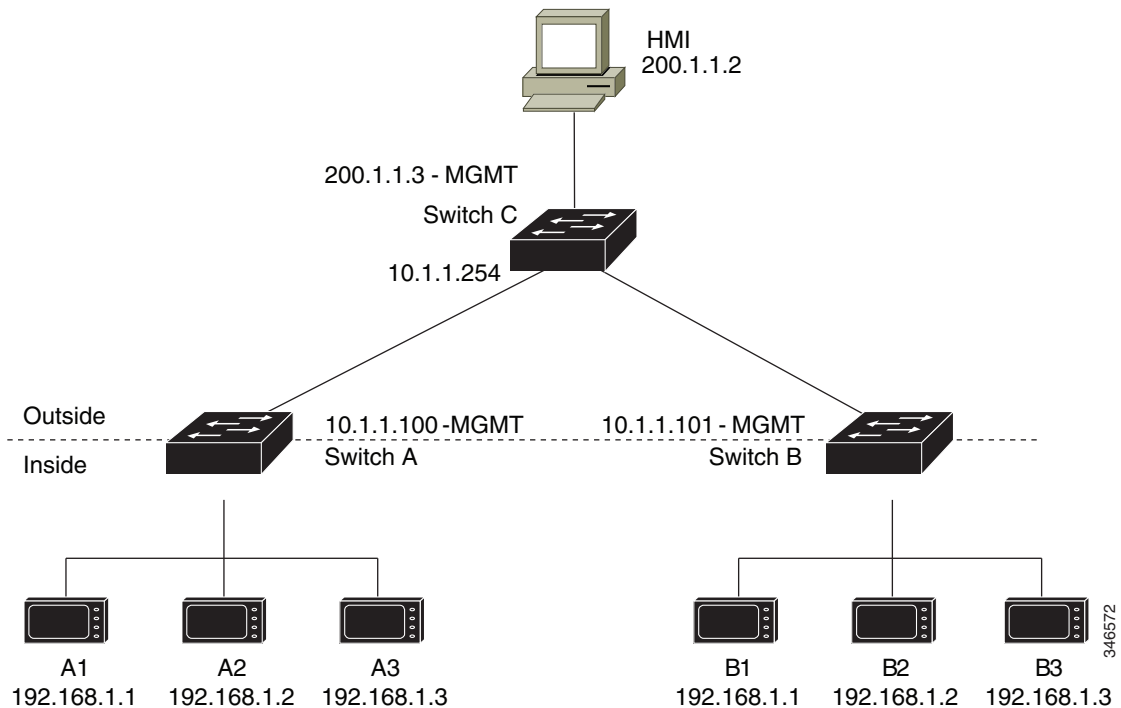 HMI
200.1.1.2
200.1.1.3 - MGMT
Switch C
10.1.1.254
Outside
10.1.1.100 -MGMT
10.1.1.101 - MGMT
Inside
Switch A
Switch B
A1
192.168.1.1
A2
192.168.1.2
A3
192.168.1.3
B1
192.168.1.1
B2
192.168.1.2
B3
192.168.1.3
346572